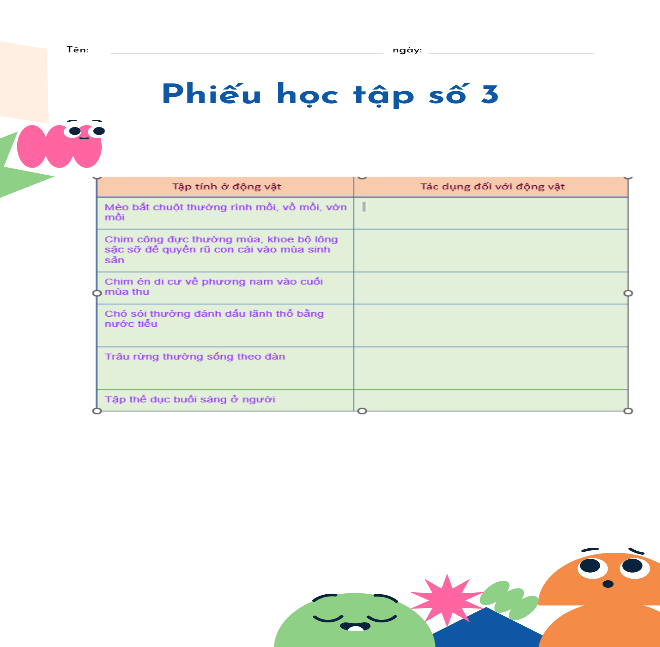 Tên:
ngày:
Phiếu học tập số 3
Tập tính ở động vật
Tác dụng đối với động vật
Mèo bắt chuột thường rình mồi, vồ mồi, vờn
mồi
Chim công đực thường múa, khoe bộ lông
sặc sỡ để quyến rũ con cái vào mùa sinh
sản
Chim én di cư về phương nam vào cuối
mùa thu
Chó sói thường đánh dấu lãnh thổ bằng
nước tiểu
Trâu rừng thường sống theo đàn
Tập thể dục buổi sáng ở người